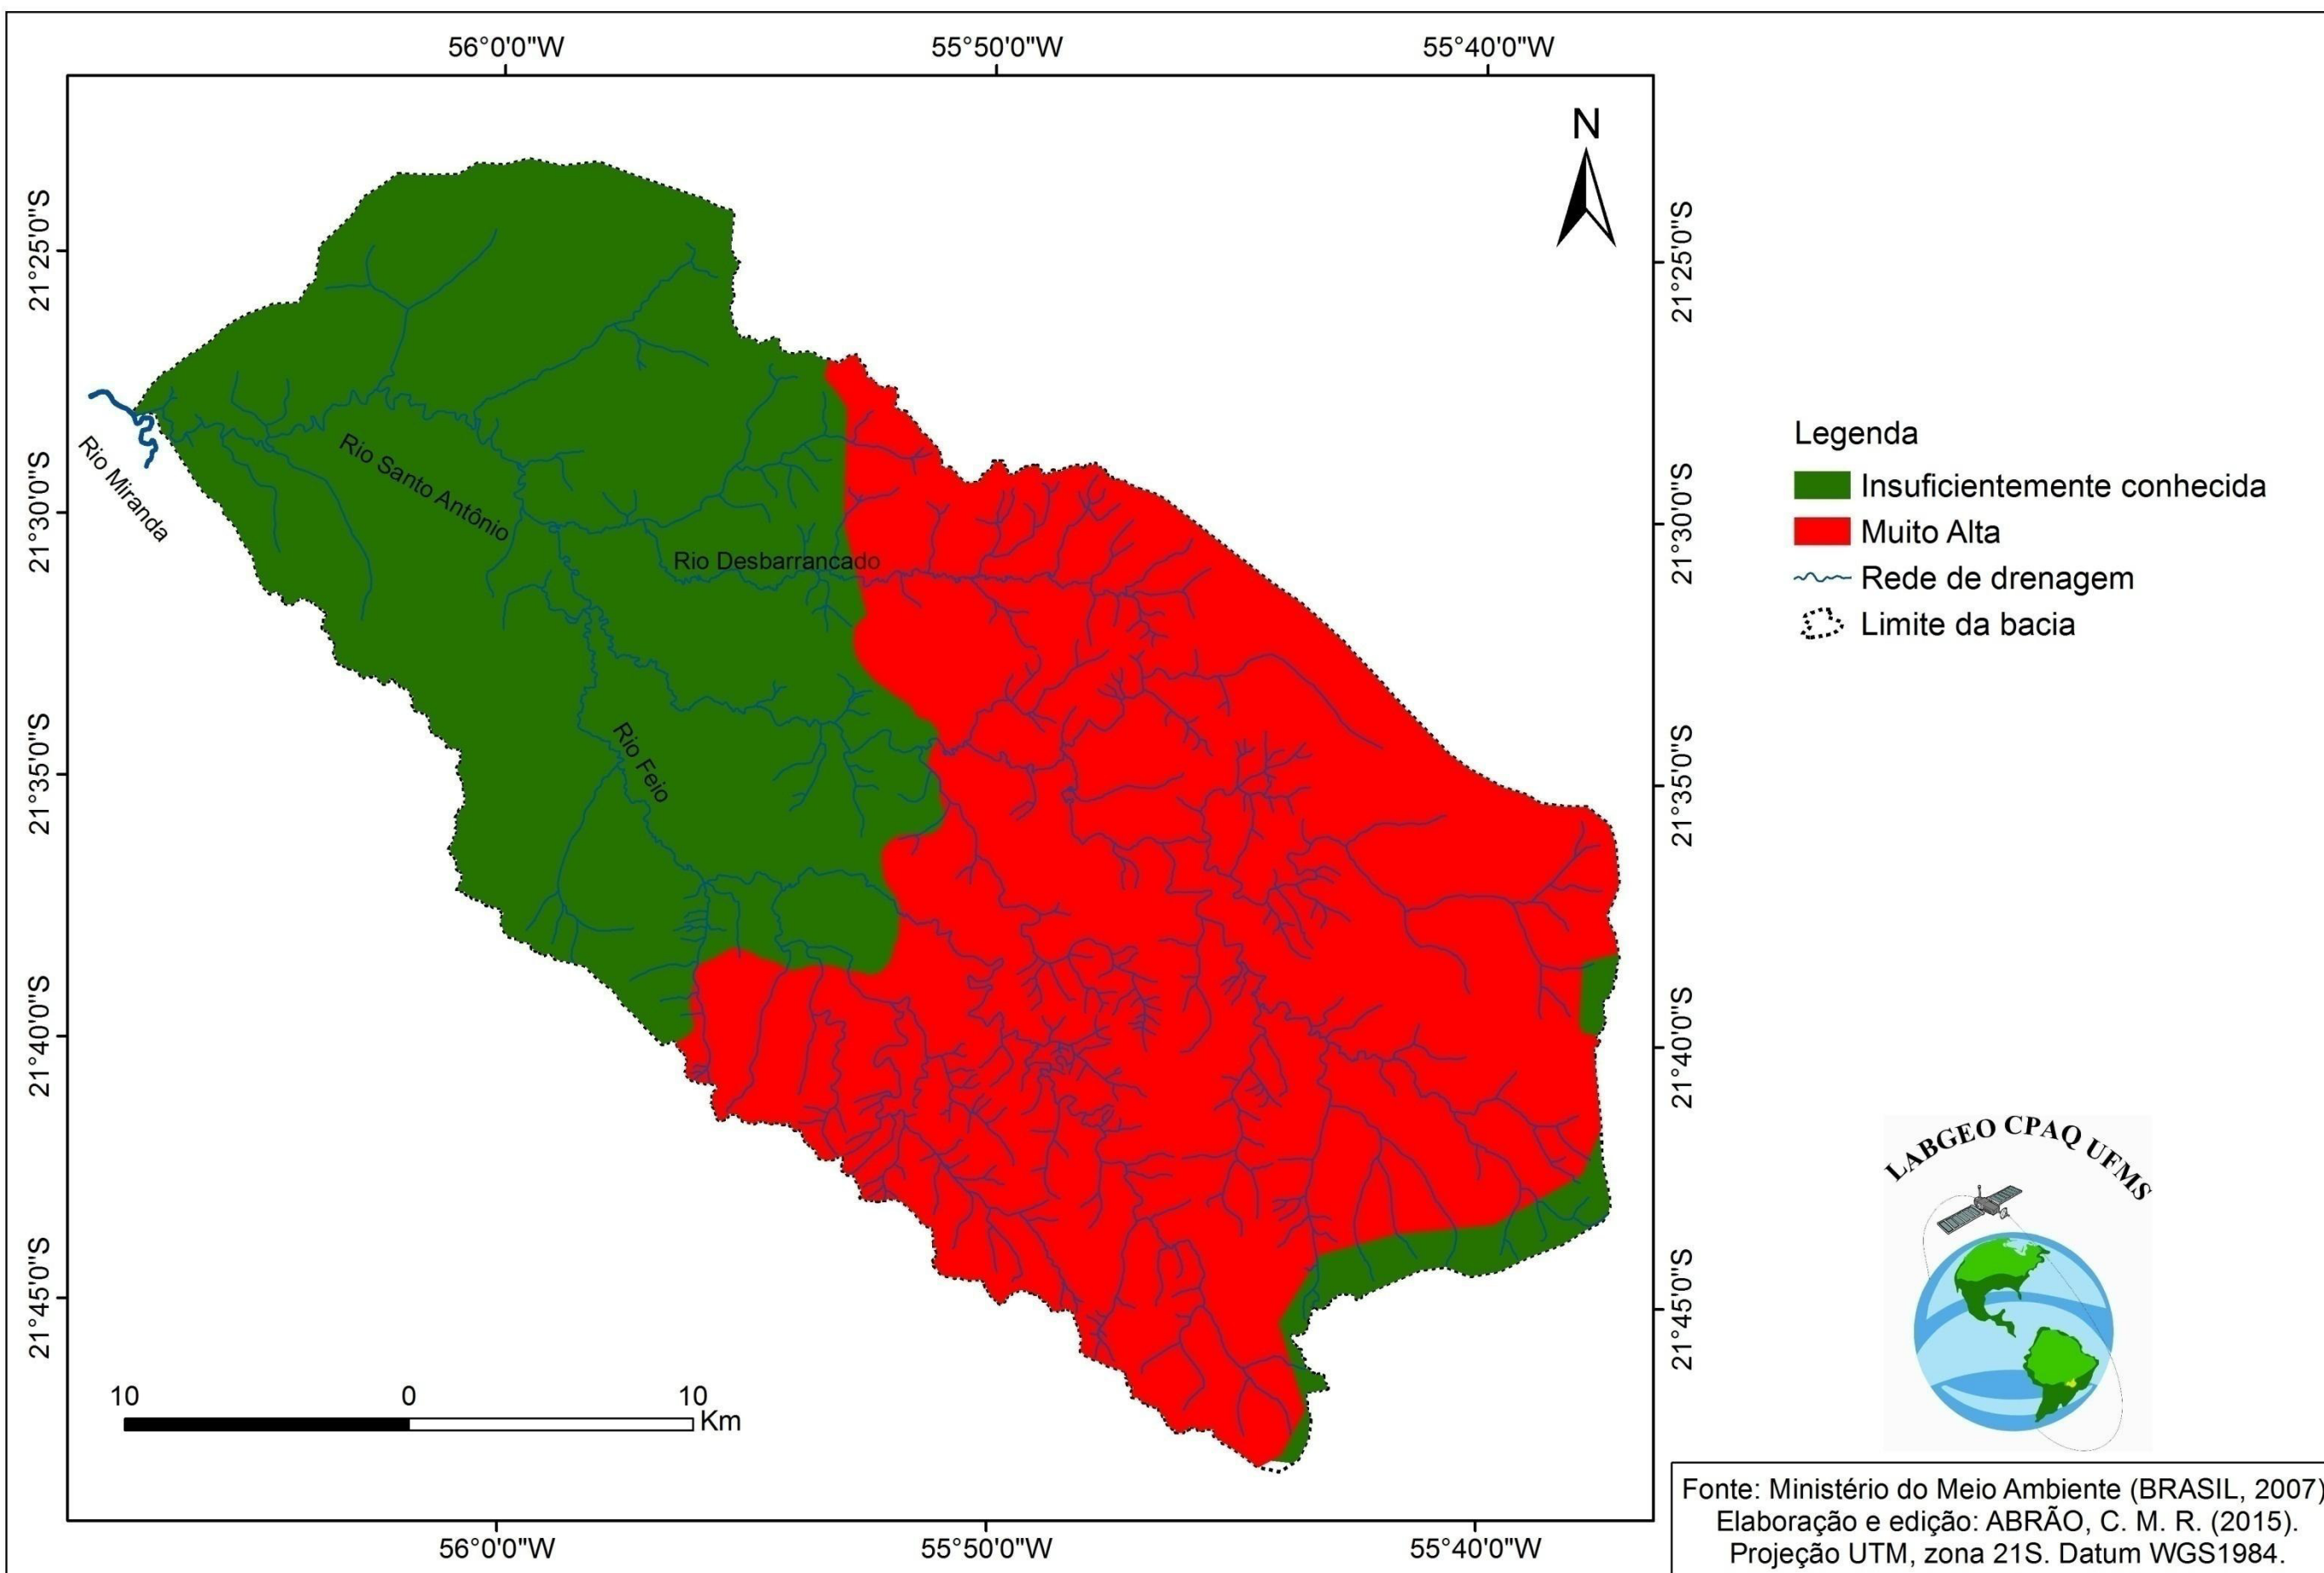 56°0'0"W
55°50'0"W
55°40'0"W
N
21°25'0"S
21°25'0"S
21°30'0"S
21°30'0"S
21°35'0"S
21°35'0"S
21°40'0"S
21°40'0"S
21°45'0"S
21°45'0"S
Rio Miranda
Rio Santo Antônio
Rio Desbarrancado
Rio Feio
Legenda
Insuficientemente conhecida
Muito Alta
Rede de drenagem
Limite da bacia
10
0
10
Km
LABGEO CPAQ UFMS
56°0'0"W
55°50'0"W
55°40'0"W
Fonte: Ministério do Meio Ambiente (BRASIL, 2007)
Elaboração e edição: ABRÃO, C. M. R. (2015).
Projeção UTM, zona 21S. Datum WGS1984.